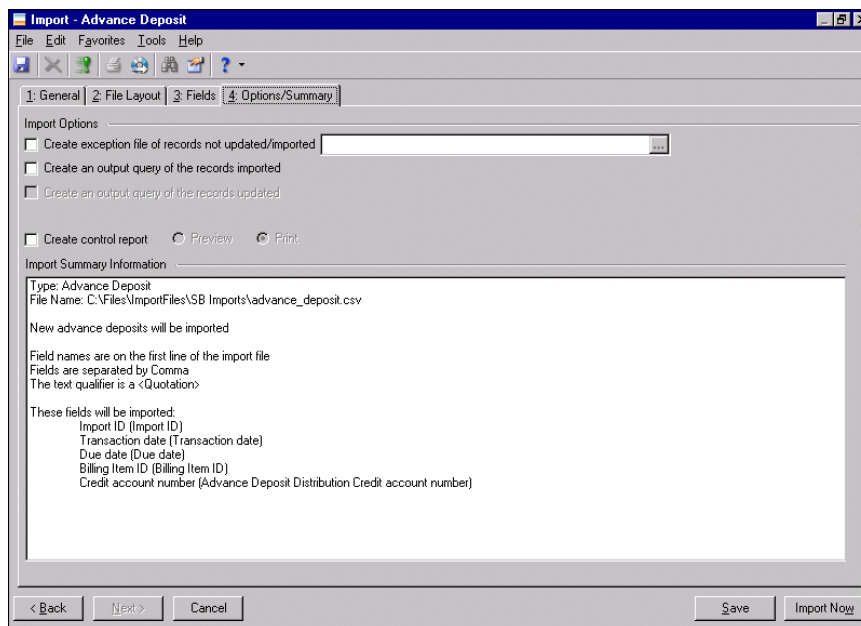 Import - Advance Deposit
File Edit Favorites Tools Help
1: General 2: File Layout 3: Fields 4: Options/Summary
Import Options
Create exception file of records not updated/imported ...
Create an output query of the records imported
Create an output query of the records updated
Create control report Preview Print
Import Summary Information
Type: Advance Deposit
File Name: C:\Files\ImportFiles\SB Imports\advance_deposit.csv
New advance deposits will be imported
Field names are on the first line of the import file
Fields are separated by Comma
The text qualifier is a <Quotation>
These fields will be imported:
Import ID (Import ID)
Transaction date (Transaction date)
Due date (Due date)
Billing Item ID (Billing Item ID)
Credit account number (Advance Deposit Distribution Credit account number)
< Back Next > Cancel Save Import Now